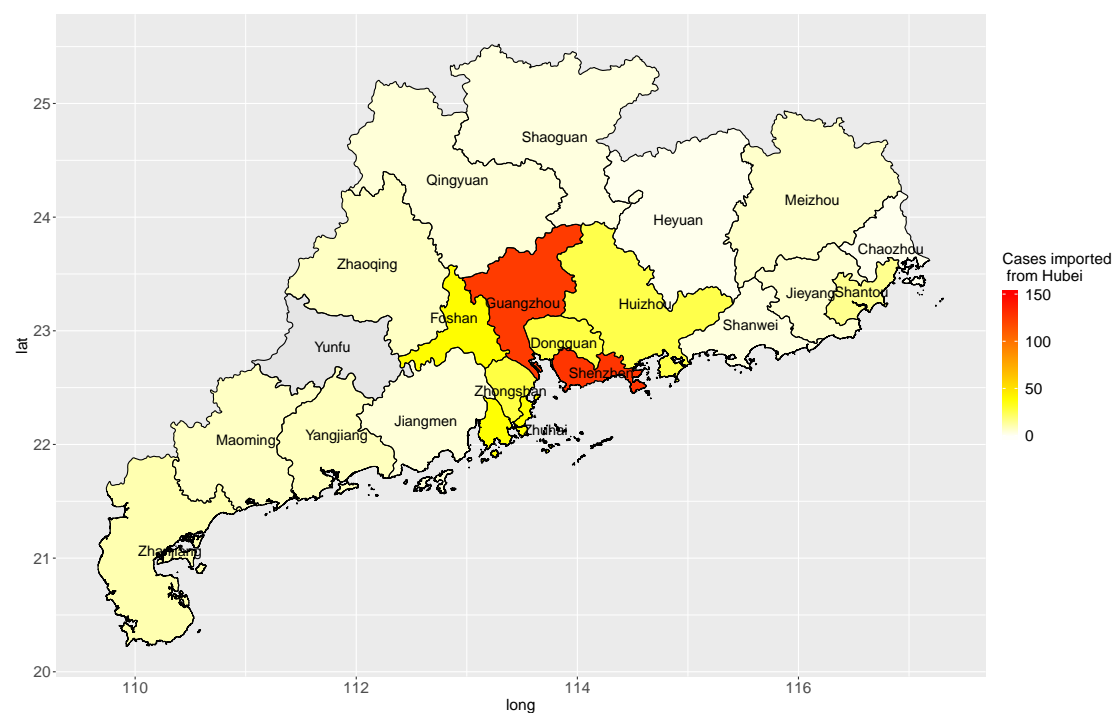 25
Shaoguan
Qingyuan
Meizhou
24
Heyuan
Chaozhou
Zhaoqing
Cases imported
from Hubei
Jieyang
Shantou
150
Guangzhou
Huizhou
Foshan
23
Shanwei
lat
Yunfu
Dongguan
100
Shenzhen
50
Zhongshan
Jiangmen
Zhuhai
Maoming
Yangjiang
22
0
Zhanjiang
21
20
110
112
114
116
long